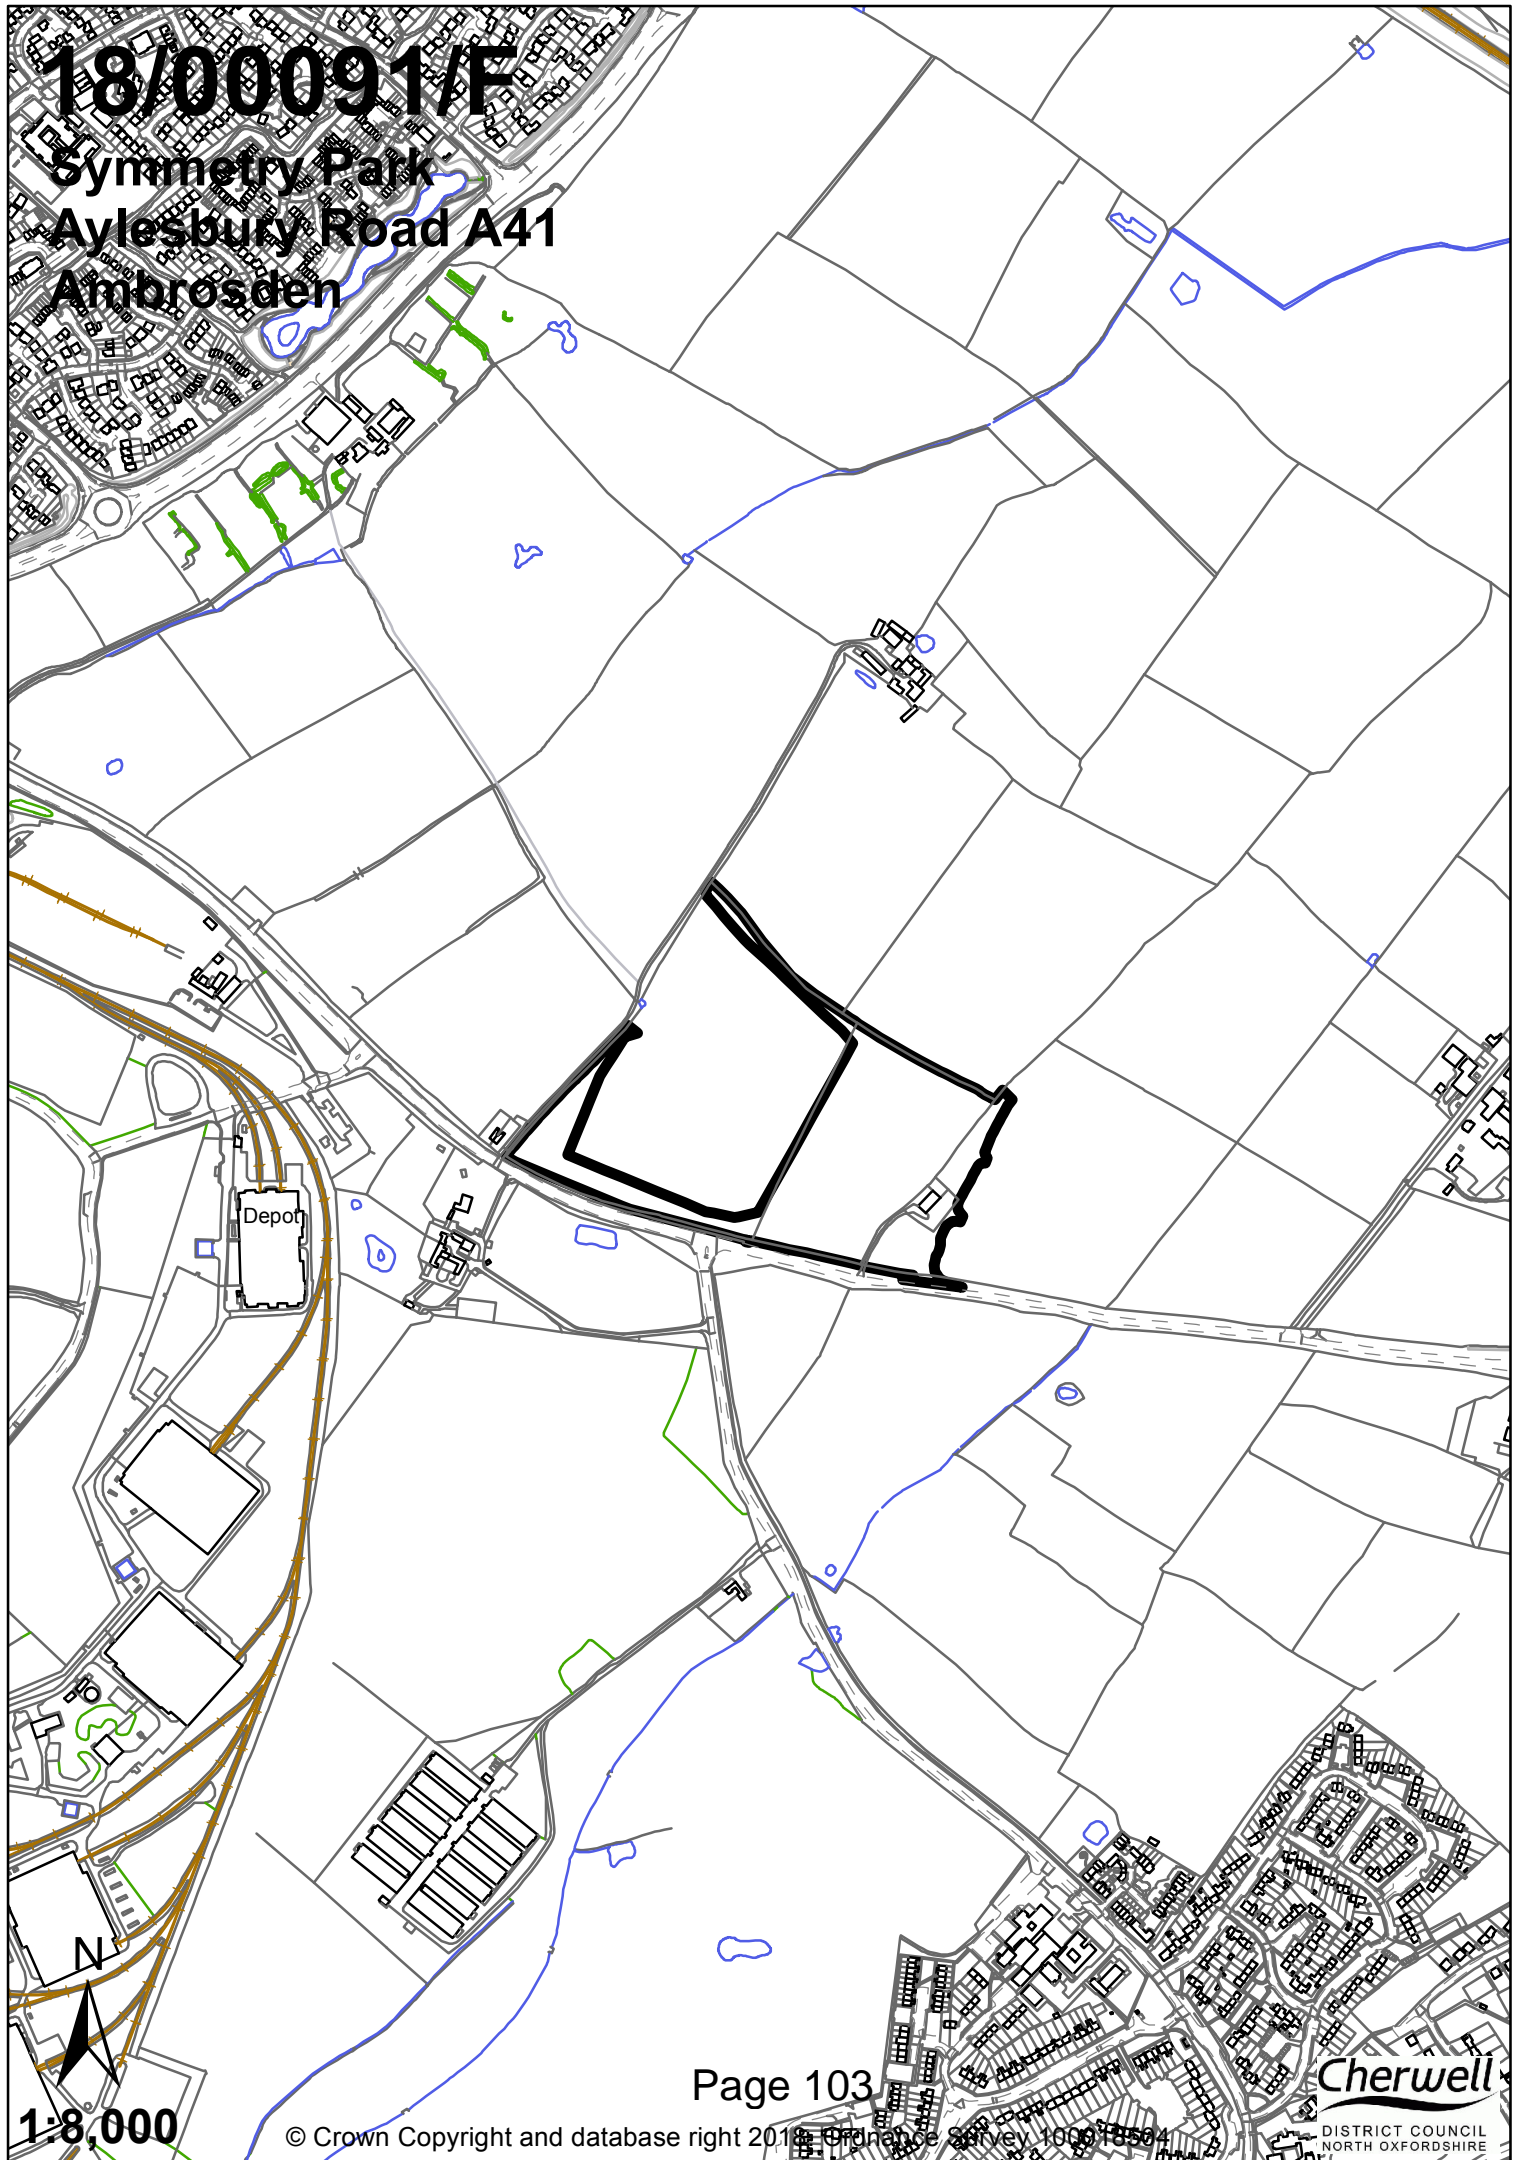 18/00091/F
Symmetry Park
Aylesbury Road A41
Ambrosden
Depot
N
Page 103
1:8,000
© Crown Copyright and database right 2018. Ordnance Survey 100018504
Cherwell
DISTRICT COUNCIL
NORTH OXFORDSHIRE